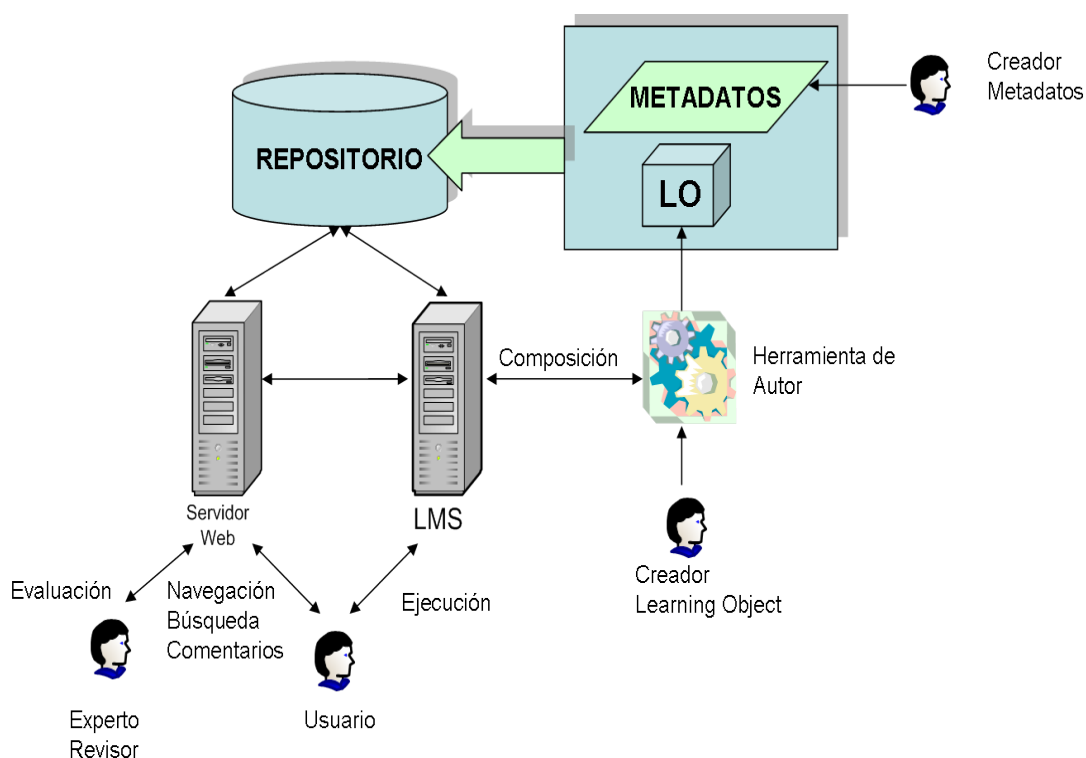 Creador
Metadatos
METADATOS
REPOSITORIO
LO
Composición
Herramienta de
Autor
Servidor
Web
LMS
Creador
Learning Object
Evaluación
Navegación
Búsqueda
Comentarios
Ejecución
Experto
Revisor
Usuario